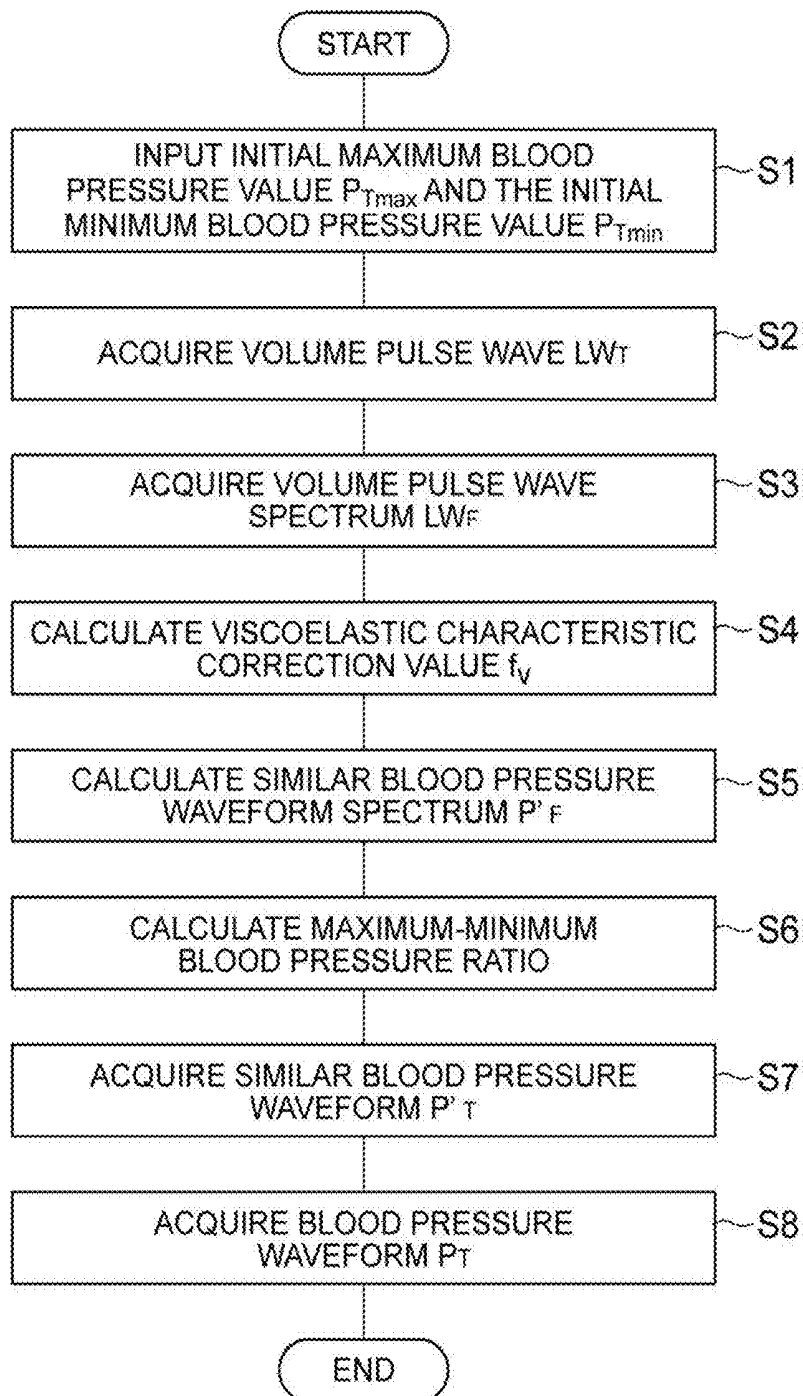 START
INPUT INITIAL MAXIMUM BLOOD
PRESSURE VALUE PTmax AND THE INITIAL
MINIMUM BLOOD PRESSURE VALUE PTmin
S1
ACQUIRE VOLUME PULSE WAVE LWT
S2
ACQUIRE VOLUME PULSE WAVE
SPECTRUM LWF
S3
CALCULATE VISCOELASTIC CHARACTERISTIC
CORRECTION VALUE fv
S4
CALCULATE SIMILAR BLOOD PRESSURE
WAVEFORM SPECTRUM P' F
S5
CALCULATE MAXIMUM-MINIMUM
BLOOD PRESSURE RATIO
S6
ACQUIRE SIMILAR BLOOD PRESSURE
WAVEFORM P' T
S7
ACQUIRE BLOOD PRESSURE
WAVEFORM PT
S8
END